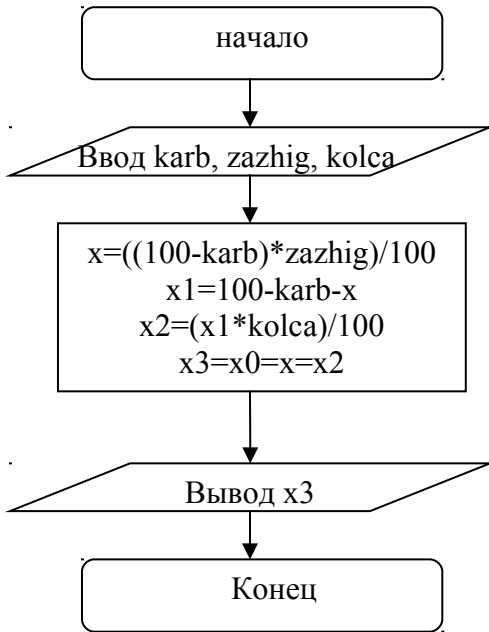 начало
Ввод karb, zazhig, kolca
x=((100-karb)*zazhig)/100
x1=100-karb-x
x2=(x1*kolca)/100
x3=x0=x=x2
Вывод x3
Конец